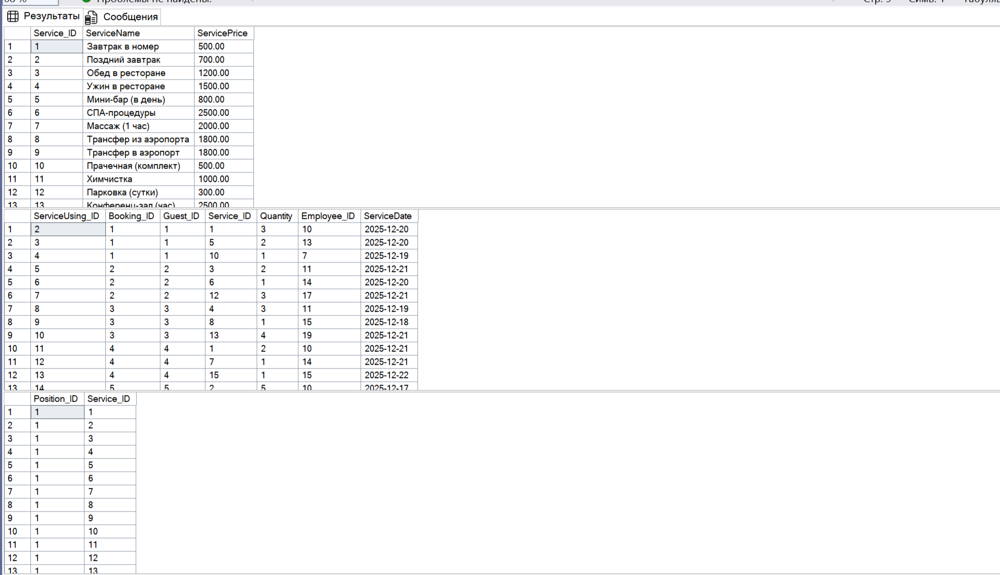 Результаты Сообщения
Service_ID ServiceName ServicePrice
1 1 Завтрак в номер 500.00
2 2 Поздний завтрак 700.00
3 3 Обед в ресторане 1200.00
4 4 Ужин в ресторане 1500.00
5 5 Мини-бар (в день) 800.00
6 6 СПА-процедуры 2500.00
7 7 Массаж (1 час) 2000.00
8 8 Трансфер из аэропорта 1800.00
9 9 Трансфер в аэропорт 1800.00
10 10 Прачечная (комплект) 500.00
11 11 Химчистка 1000.00
12 12 Парковка (сутки) 300.00
13 13 Конференц-зал (час) 2500.00
ServiceUsing_ID Booking_ID Guest_ID Service_ID Quantity Employee_ID ServiceDate
1 2 1 1 1 3 10 2025-12-20
2 3 1 1 5 2 13 2025-12-20
3 4 1 1 10 1 7 2025-12-19
4 5 2 2 3 2 11 2025-12-21
5 6 2 2 6 1 14 2025-12-20
6 7 2 2 12 3 17 2025-12-21
7 8 3 3 4 3 11 2025-12-19
8 9 3 3 8 1 15 2025-12-18
9 10 3 3 13 4 19 2025-12-21
10 11 4 4 1 2 10 2025-12-21
11 12 4 4 7 1 14 2025-12-21
12 13 4 4 15 1 15 2025-12-22
13 14 5 5 2 5 10 2025-12-17
Position_ID Service_ID
1 1 1
2 1 2
3 1 3
4 1 4
5 1 5
6 1 6
7 1 7
8 1 8
9 1 9
10 1 10
11 1 11
12 1 12
13 1 13